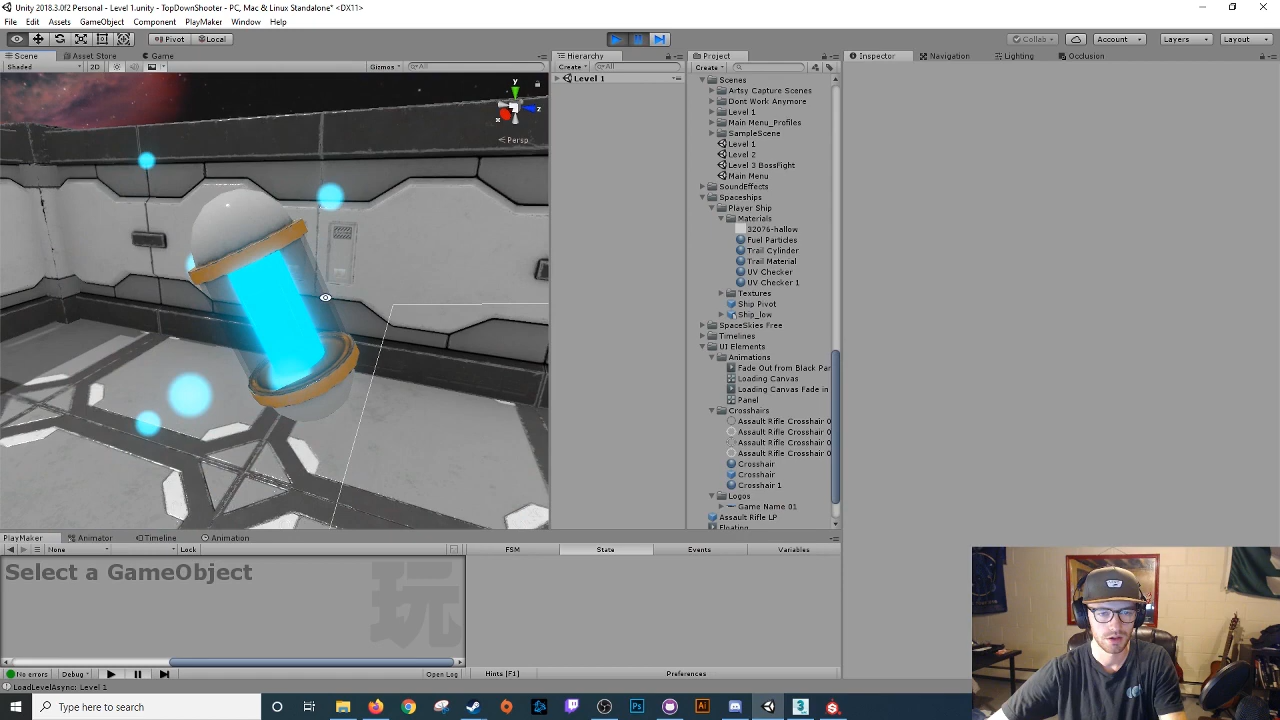 Unity 2018.3.0f2 Personal - Level 1.unity - TopDownShooter - PC, Mac & Linux Standalone* <DX11>
File Edit Assets GameObject Component PlayMaker Window Help
Pivot Local Collab Account Layers Layout
Scene Asset Store Game
Shaded 2D Gizmos All
y
z
x
Persp
Hierarchy
Create All
Level 1
Project
Create
Scenes
Artsy Capture Scenes
Dont Work Anymore
Level 1
Main Menu_Profiles
SampleScene
Level 1
Level 2
Level 3 BossFight
Main Menu
SoundEffects
Spaceships
Player Ship
Materials
32076-hallow
Fuel Particles
Trail Cylinder
Trail Material
UV Checker
UV Checker 1
Textures
Ship Pivot
Ship_low
SpaceSkies Free
Timelines
UI Elements
Animations
Fade Out from Black Par
Loading Canvas
Loading Canvas Fade in
Panel
Crosshairs
Assault Rifle Crosshair 0
Assault Rifle Crosshair 0
Assault Rifle Crosshair 0
Assault Rifle Crosshair 0
Crosshair
Crosshair
Crosshair 1
Logos
Game Name 01
Assault Rifle LP
Floating
Inspector Navigation Lighting Occlusion
PlayMaker Animator Timeline Animation
None Lock FSM State Events Variables
Select a GameObject
玩
No errors Debug Open Log Hints [F1] Preferences
LoadLevelAsync: Level 1
Type here to search
Ps
Ai
3